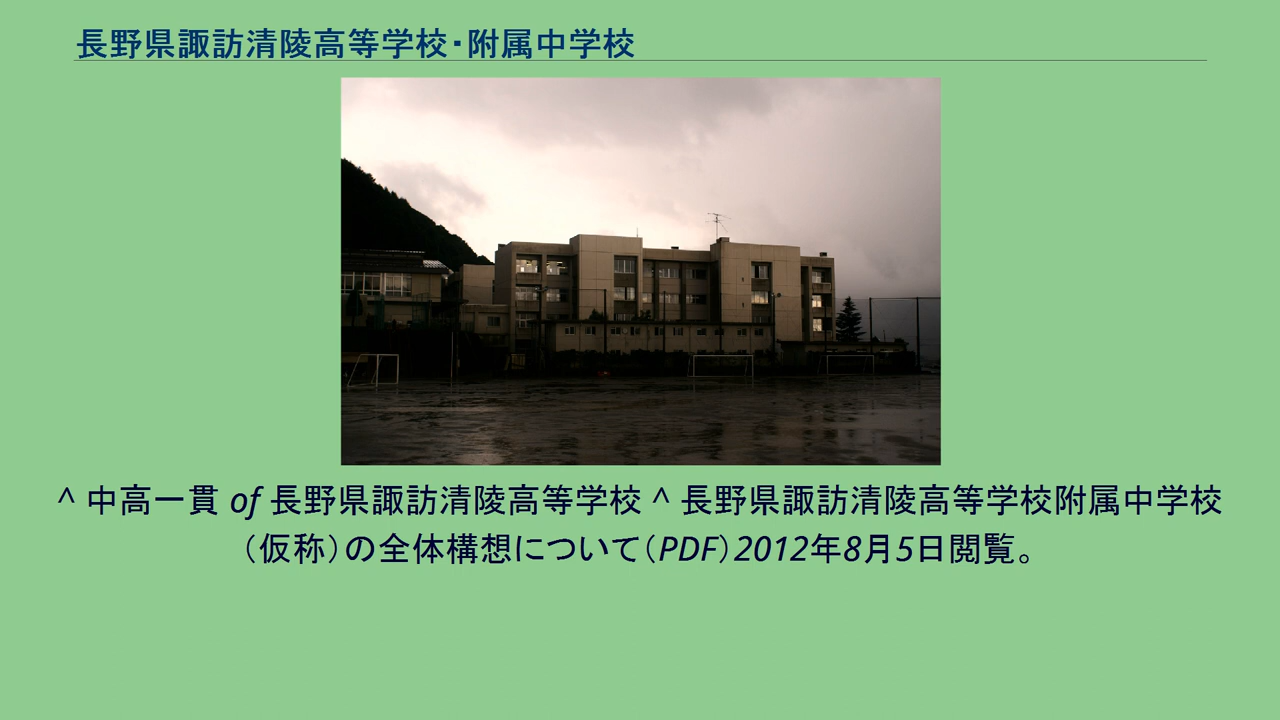 長野県諏訪清陵高等学校・附属中学校
^ 中高一貫 of 長野県諏訪清陵高等学校 ^ 長野県諏訪清陵高等学校附属中学校
（仮称）の全体構想について（PDF）2012年8月5日閲覧。